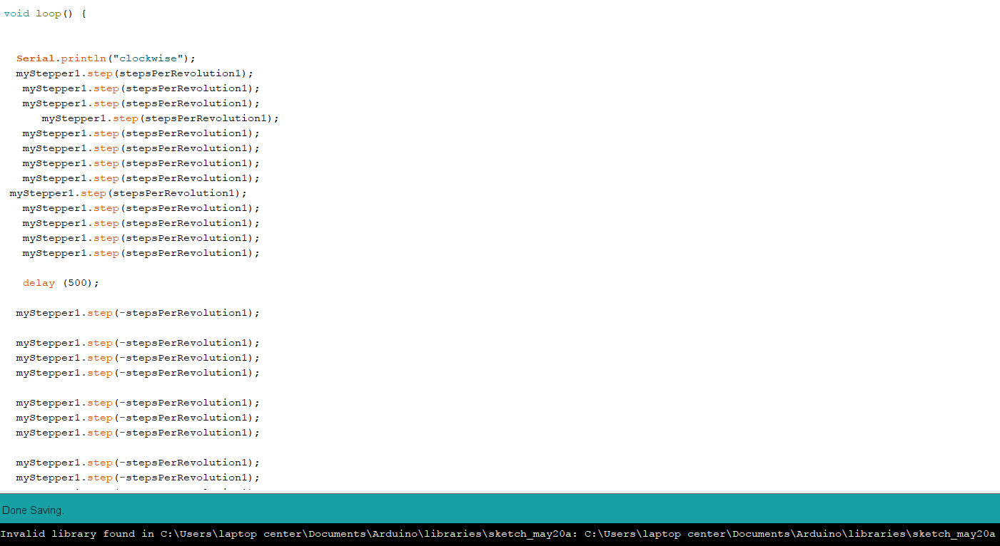 void loop() {
Serial.println("clockwise");
myStepper1.step(stepsPerRevolution1);
myStepper1.step(stepsPerRevolution1);
myStepper1.step(stepsPerRevolution1);
myStepper1.step(stepsPerRevolution1);
myStepper1.step(stepsPerRevolution1);
myStepper1.step(stepsPerRevolution1);
myStepper1.step(stepsPerRevolution1);
myStepper1.step(stepsPerRevolution1);
myStepper1.step(stepsPerRevolution1);
myStepper1.step(stepsPerRevolution1);
myStepper1.step(stepsPerRevolution1);
myStepper1.step(stepsPerRevolution1);
myStepper1.step(stepsPerRevolution1);
delay (500);
myStepper1.step(-stepsPerRevolution1);
myStepper1.step(-stepsPerRevolution1);
myStepper1.step(-stepsPerRevolution1);
myStepper1.step(-stepsPerRevolution1);
myStepper1.step(-stepsPerRevolution1);
myStepper1.step(-stepsPerRevolution1);
myStepper1.step(-stepsPerRevolution1);
myStepper1.step(-stepsPerRevolution1);
myStepper1.step(-stepsPerRevolution1);
Done Saving.
Invalid library found in C:\Users\laptop center\Documents\Arduino\libraries\sketch_may20a: C:\Users\laptop center\Documents\Arduino\libraries\sketch_may20a